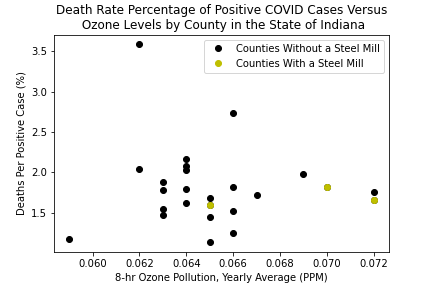 Death Rate Percentage of Positive COVID Cases Versus
Ozone Levels by County in the State of Indiana
Counties Without a Steel Mill
Counties With a Steel Mill
Deaths Per Positive Case (%)
3.5
3.0
2.5
2.0
1.5
0.060 0.062 0.064 0.066 0.068 0.070 0.072
8-hr Ozone Pollution, Yearly Average (PPM)